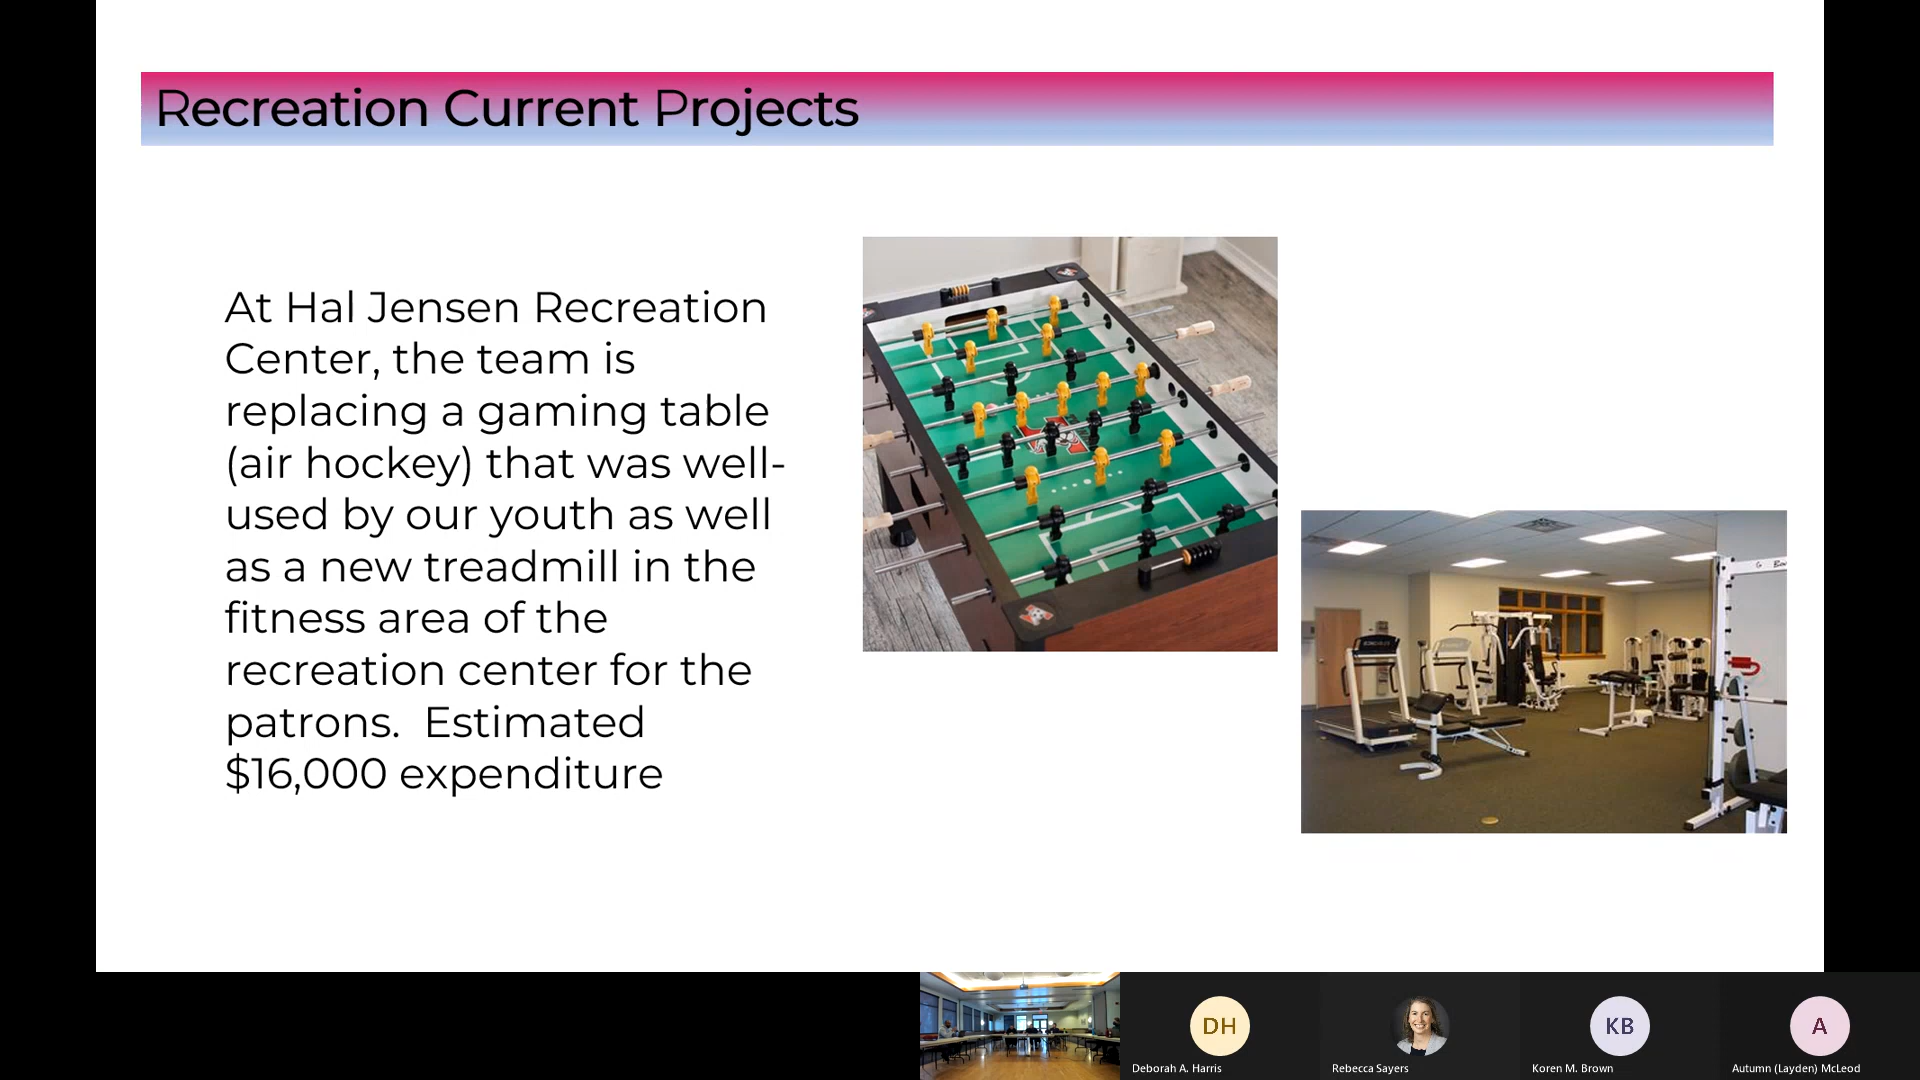 Recreation Current Projects
At Hal Jensen Recreation
Center, the team is
replacing a gaming table
(air hockey) that was well-
used by our youth as well
as a new treadmill in the
fitness area of the
recreation center for the
patrons.  Estimated
$16,000 expenditure
DH
KB
A
Deborah A. Harris
Rebecca Sayers
Koren M. Brown
Autumn (Layden) McLeod